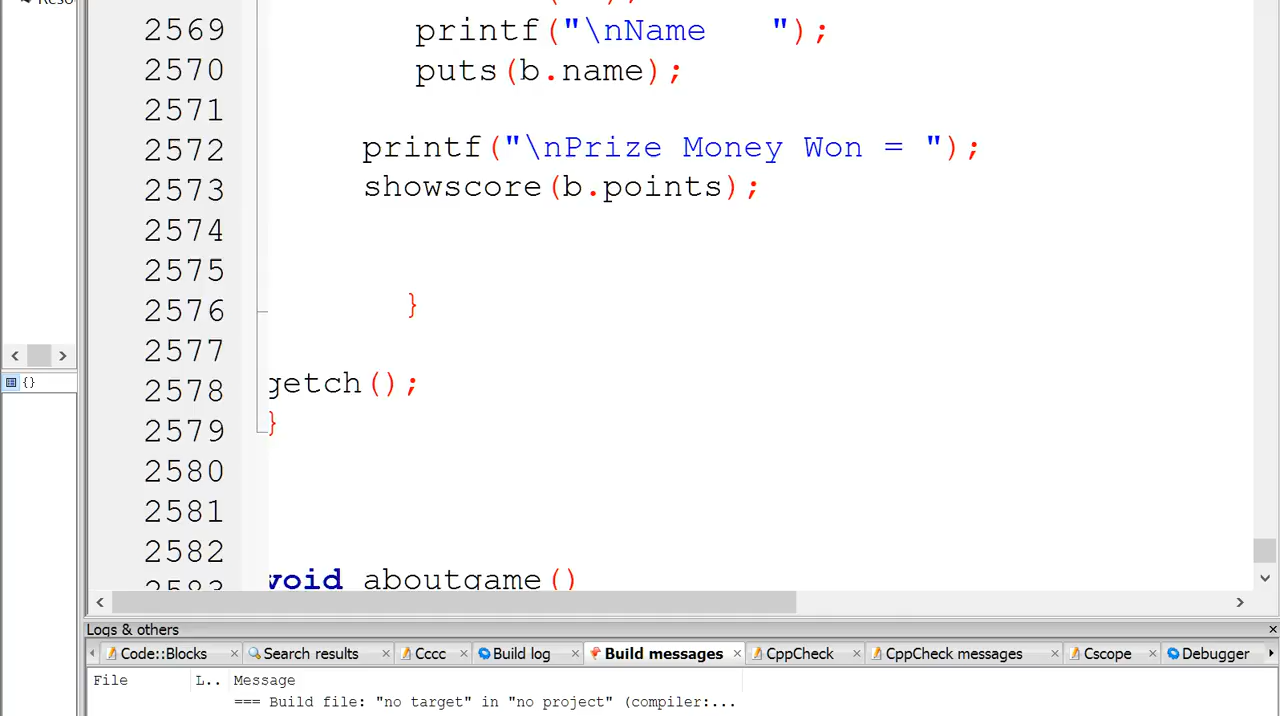 2569 printf("\nName   ");
2570 puts(b.name);
2571
2572 printf("\nPrize Money Won = ");
2573 showscore(b.points);
2574
2575
2576 }
2577
2578 getch();
2579 }
2580
2581
2582
2583 void aboutgame()
{}
Logs & others
Code::Blocks × Search results × Cccc × Build log × Build messages × CppCheck × CppCheck messages × Cscope × Debugger
File L.. Message
=== Build file: "no target" in "no project" (compiler:...